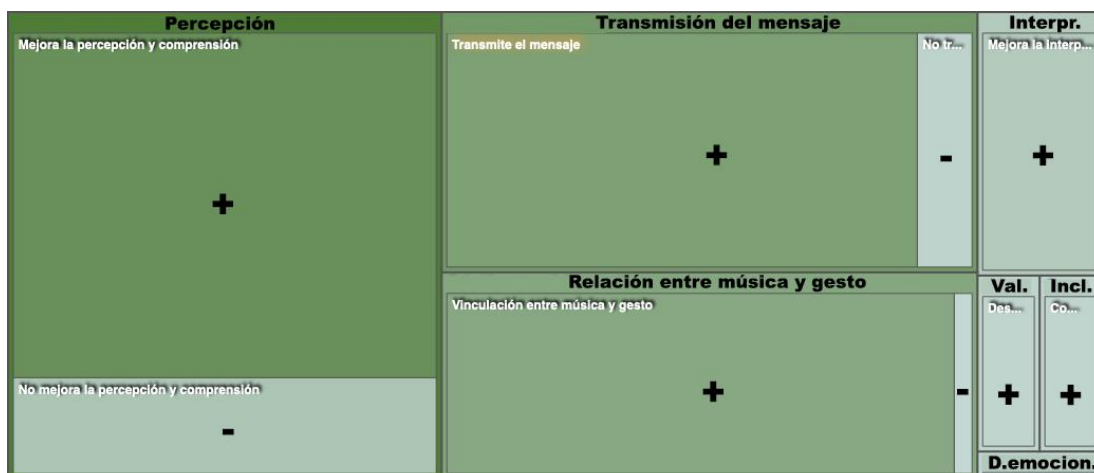 Percepción
Mejora la percepción y comprensión
+
No mejora la percepción y comprensión
-
Transmisión del mensaje
Transmite el mensaje
+
No tr...
-
Relación entre música y gesto
Vinculación entre música y gesto
+
-
Interpr.
Mejora la interp...
+
Val.
Des...
+
Incl.
Co...
+
D.emocion.